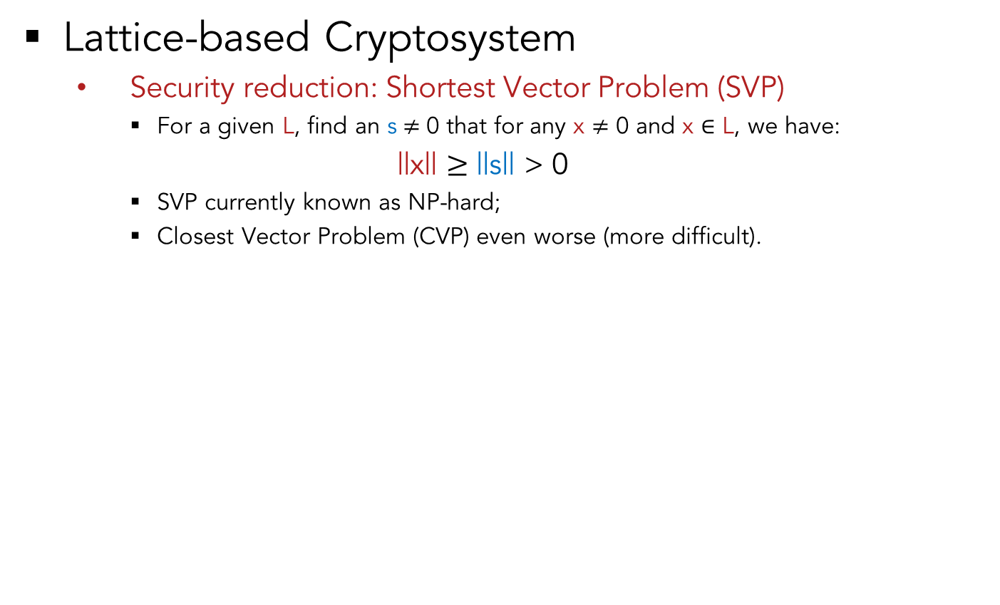 ▪ Lattice-based Cryptosystem
• Security reduction: Shortest Vector Problem (SVP)
▪ For a given L, find an s ≠ 0 that for any x ≠ 0 and x ∈ L, we have:
||x|| ≥ ||s|| > 0
▪ SVP currently known as NP-hard;
▪ Closest Vector Problem (CVP) even worse (more difficult).